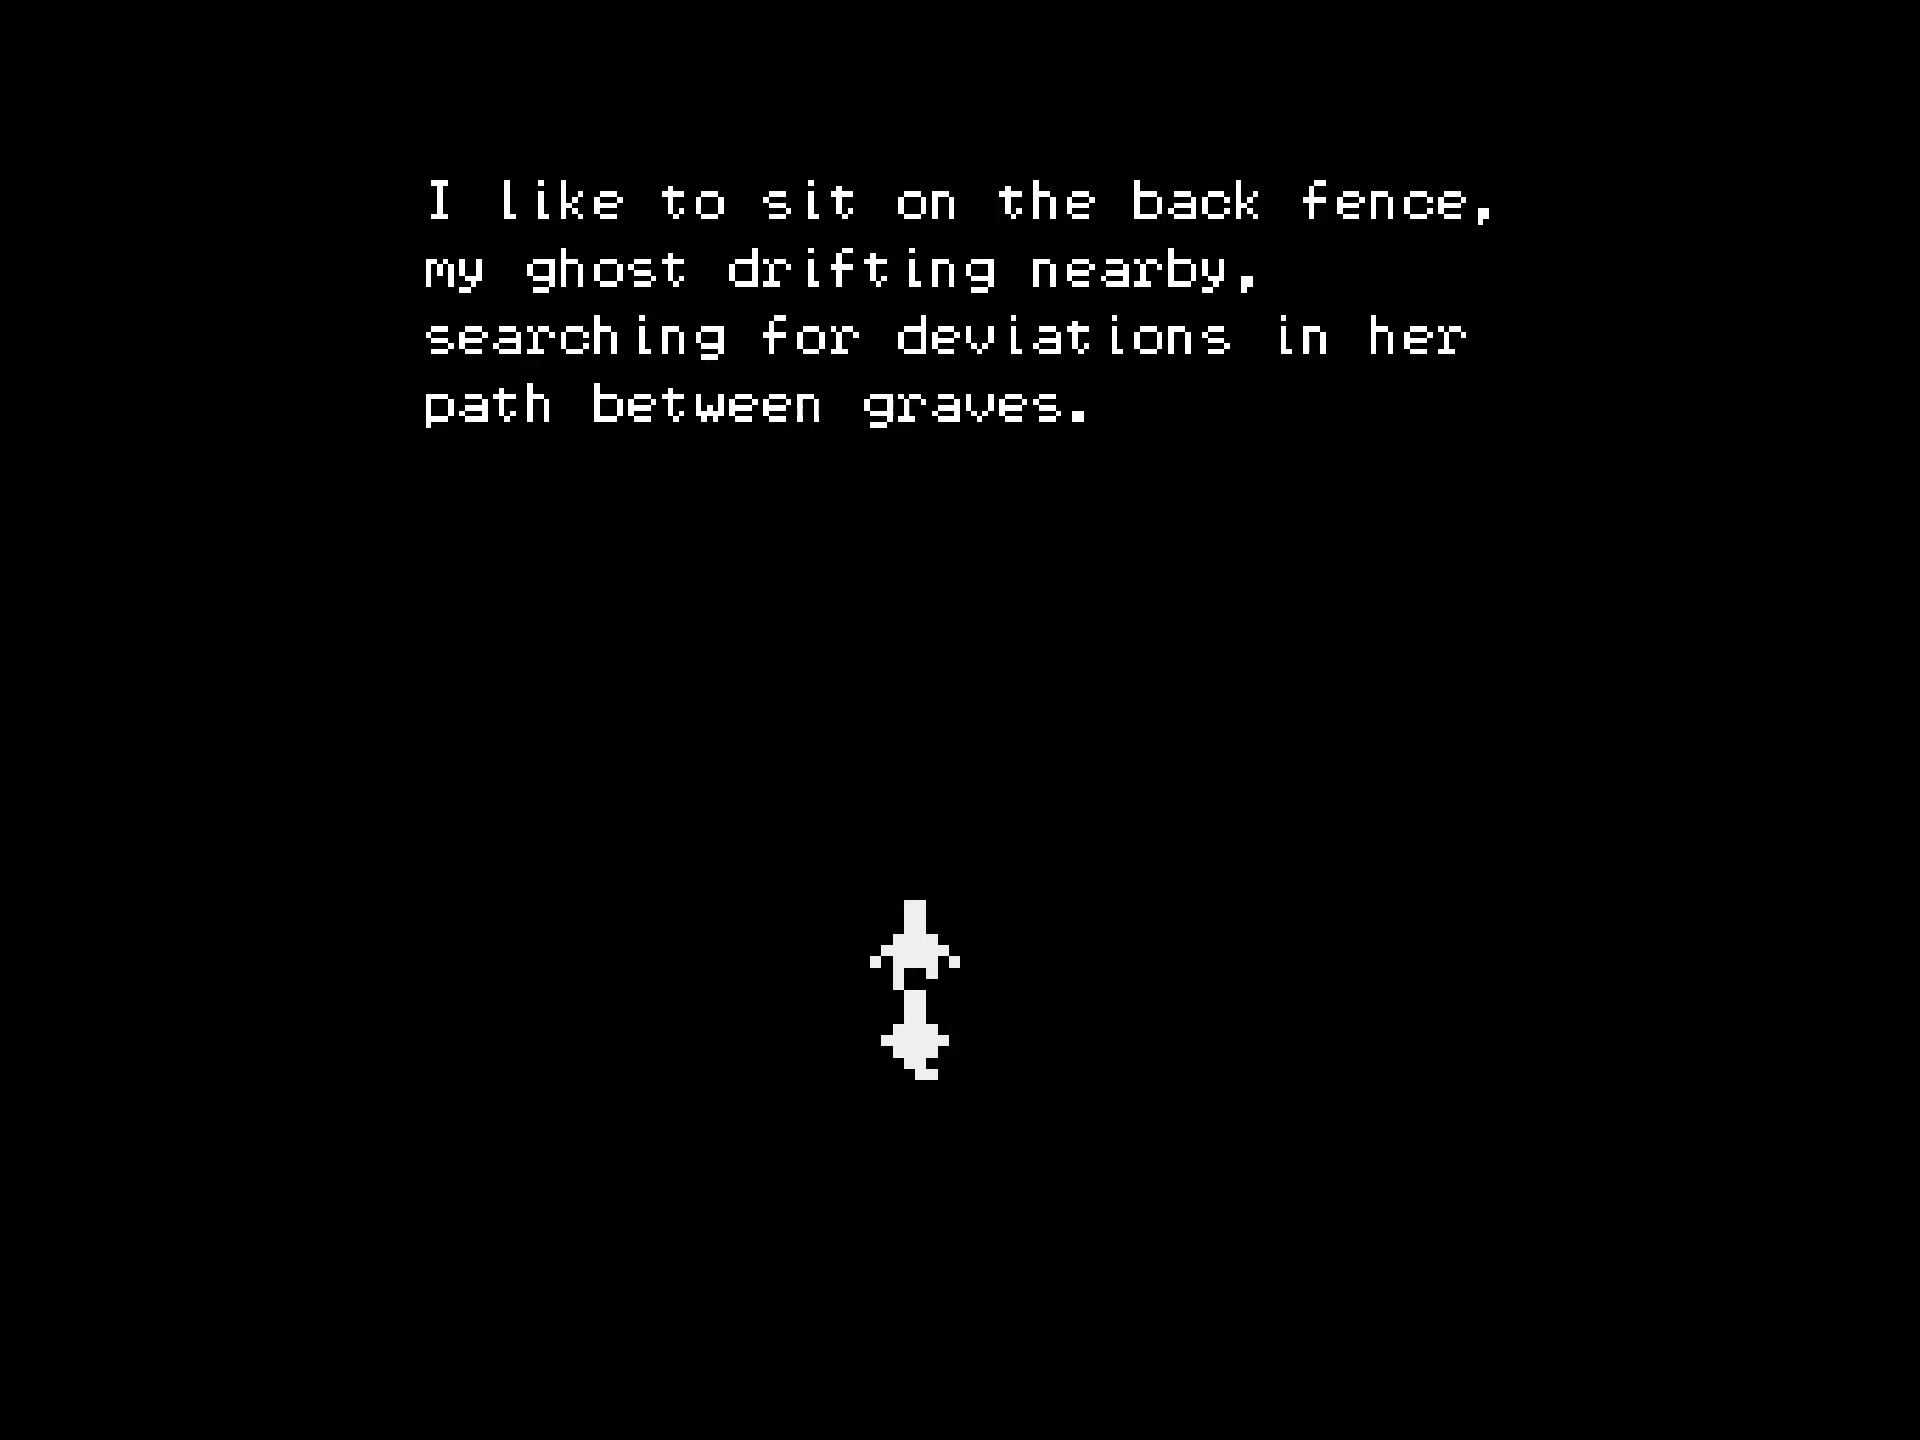 I like to sit on the back fence,
my ghost drifting nearby,
searching for deviations in her
path between graves.